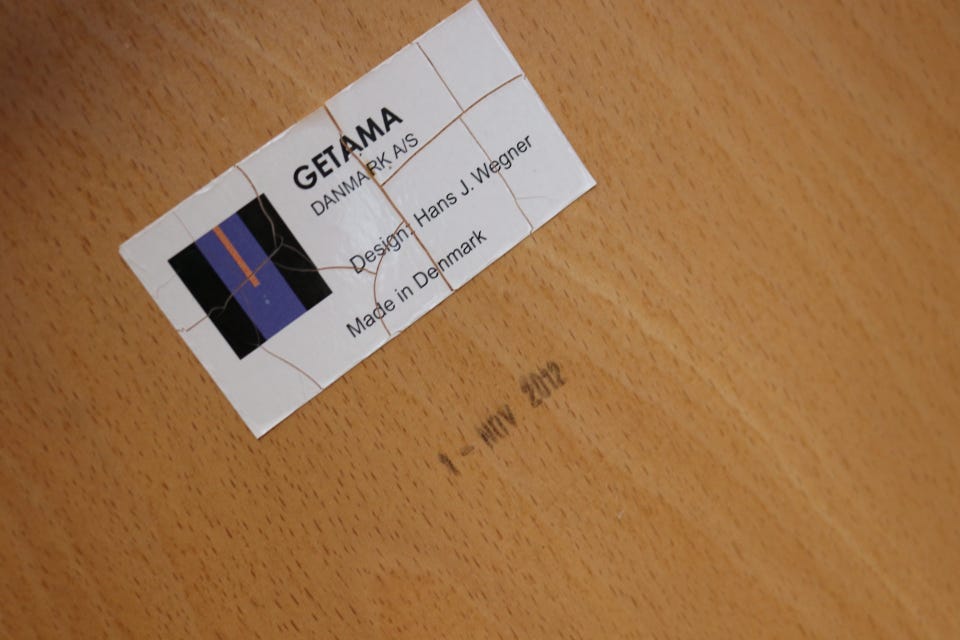 GETAMA
DANMARK A/S
Design: Hans J. Wegner
Made in Denmark
1 - NOV 2012